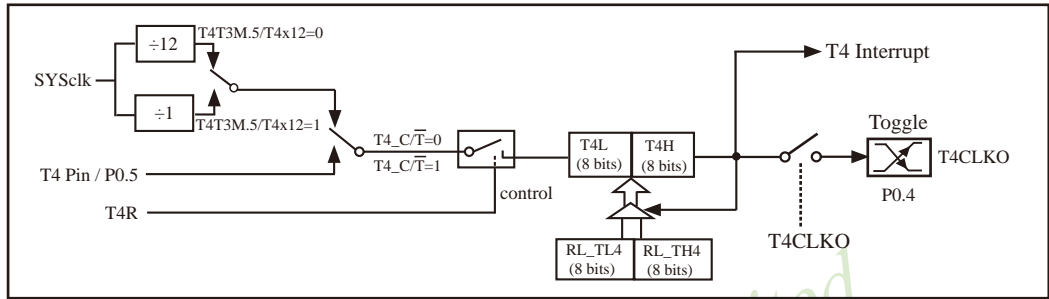 T4T3M.5/T4x12=0
÷12
SYSclk
÷1
T4T3M.5/T4x12=1
T4 Interrupt
Toggle
T4_C/T̅=0
T4_C/T̅=1
T4L
(8 bits)
T4H
(8 bits)
T4CLKO
P0.4
T4 Pin / P0.5
control
T4R
T4CLKO
RL_TL4
(8 bits)
RL_TH4
(8 bits)